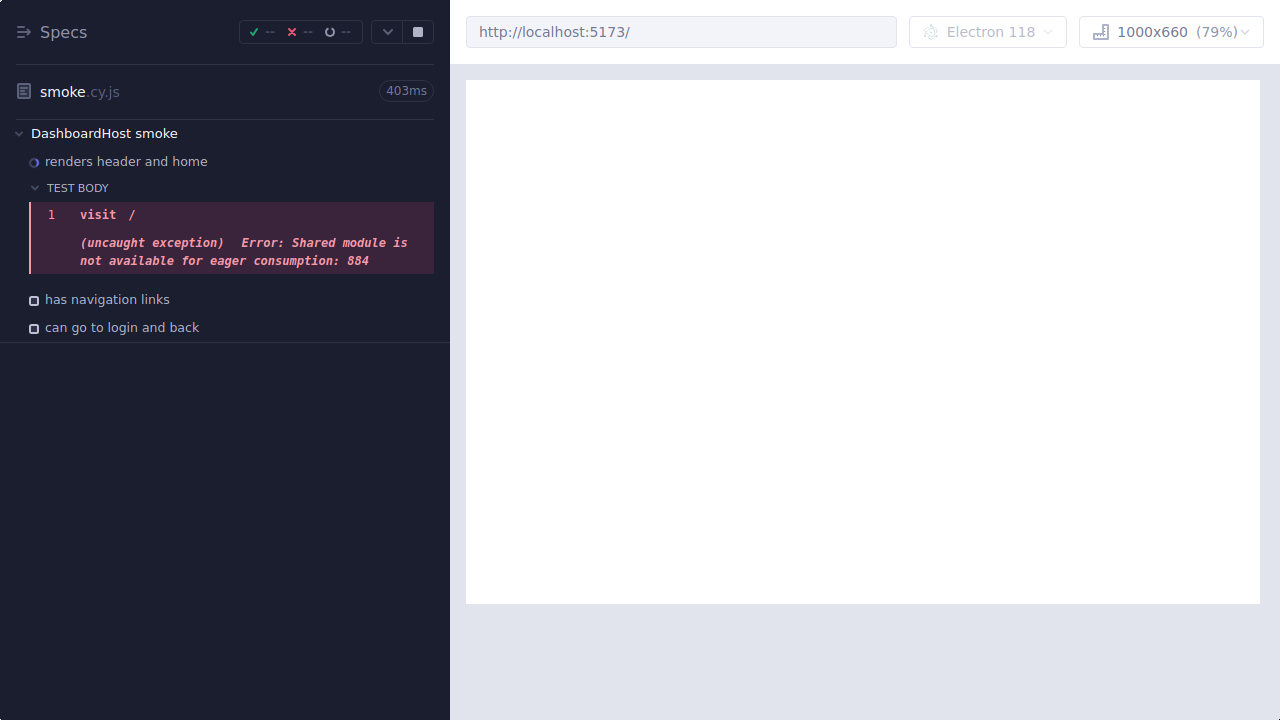 Specs
-- -- --
smoke.cy.js
403ms
DashboardHost smoke
renders header and home
TEST BODY
1 visit /
(uncaught exception) Error: Shared module is
not available for eager consumption: 884
has navigation links
can go to login and back
http://localhost:5173/
Electron 118
1000x660 (79%)